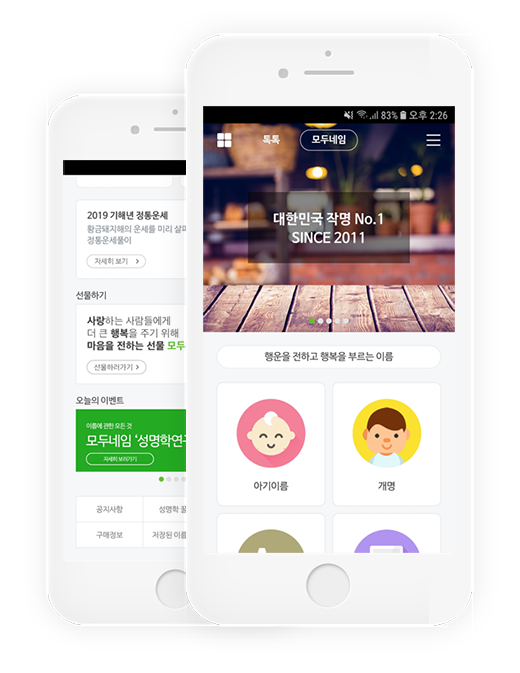 83% 오후 2:26
톡톡
모두네임
대한민국 작명 No.1
SINCE 2011
행운을 전하고 행복을 부르는 이름
아기이름
개명
2019 기해년 정통운세
황금돼지해의 운세를 미리
정통운세풀이
자세히 보기 >
선물하기
사랑하는 사람들에게
더 큰 행복을 주기 위해
마음을 전하는 선물 모두
선물하러가기 >
오늘의 이벤트
이름에 관한 모든 것
모두네임 '성명학연구
자세히 보러가기
공지사항
성명학 꿀
구매정보
저장된 이름